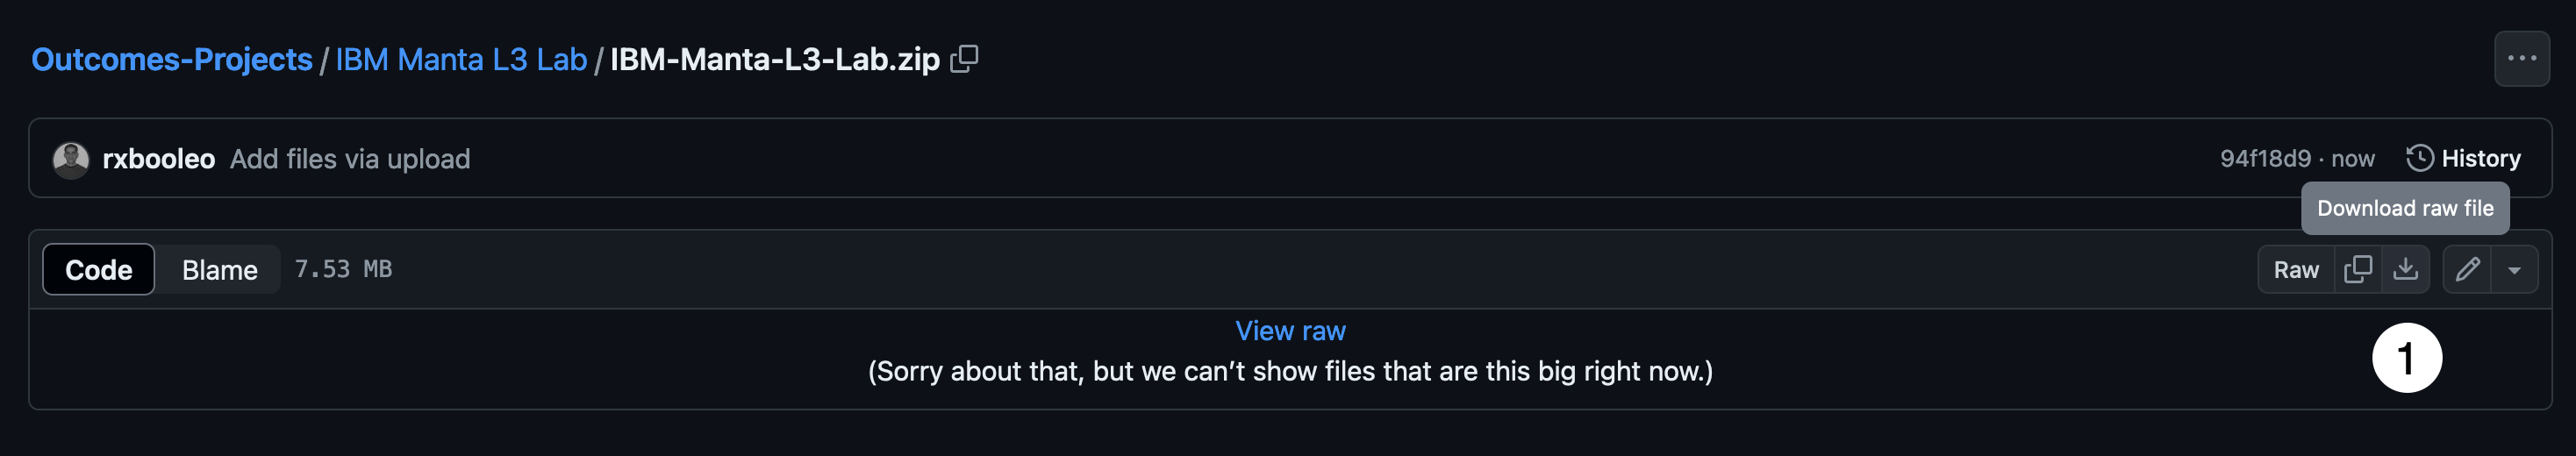 Outcomes-Projects / IBM Manta L3 Lab / IBM-Manta-L3-Lab.zip
rxbooleo Add files via upload 94f18d9 · now History
Download raw file
Code Blame 7.53 MB Raw
View raw
(Sorry about that, but we can’t show files that are this big right now.)
1